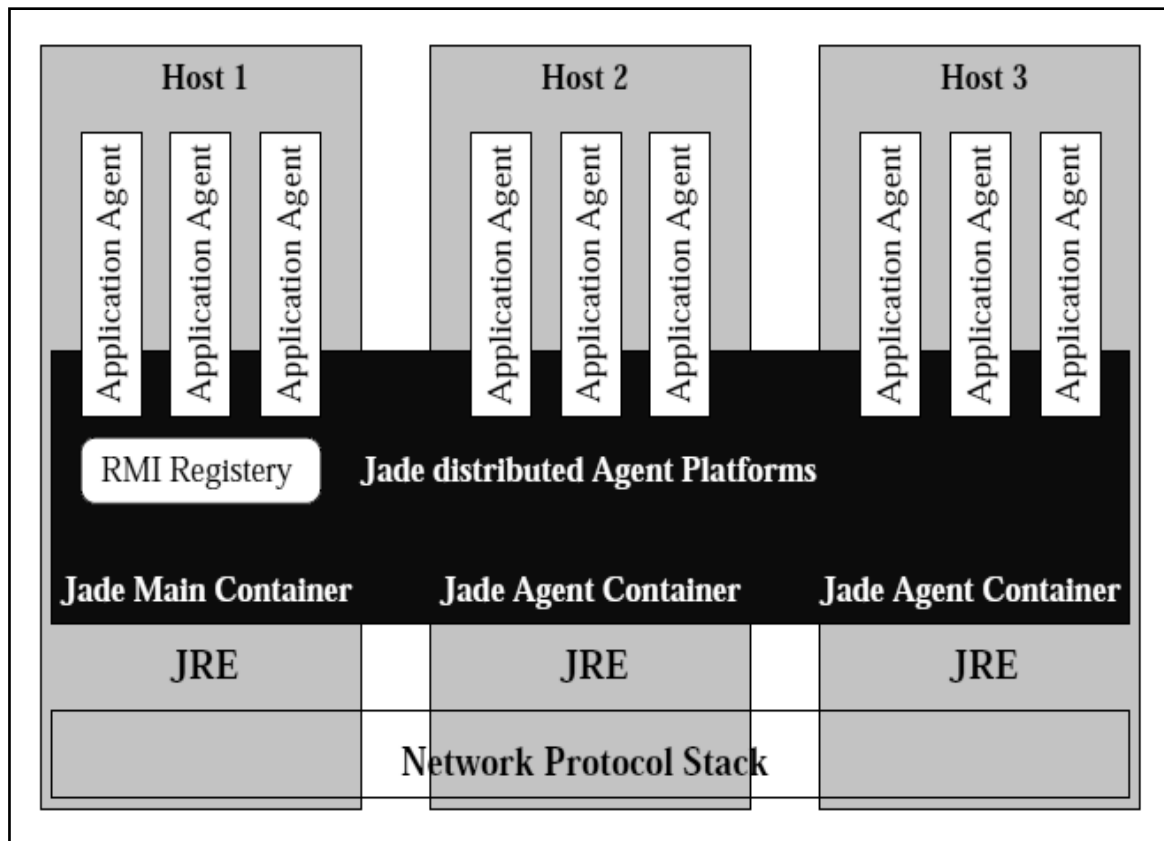 Host 1
Host 2
Host 3
Application Agent
Application Agent
Application Agent
Application Agent
Application Agent
Application Agent
Application Agent
Application Agent
Application Agent
RMI Registery
Jade distributed Agent Platforms
Jade Main Container
Jade Agent Container
Jade Agent Container
JRE
JRE
JRE
Network Protocol Stack